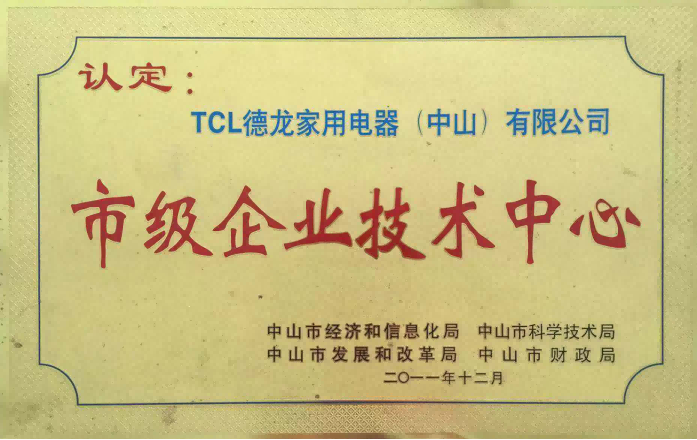 认定：
TCL德龙家用电器（中山）有限公司
市级企业技术中心
中山市经济和信息化局 中山市科学技术局
中山市发展和改革局 中山市财政局
二〇一一年十二月